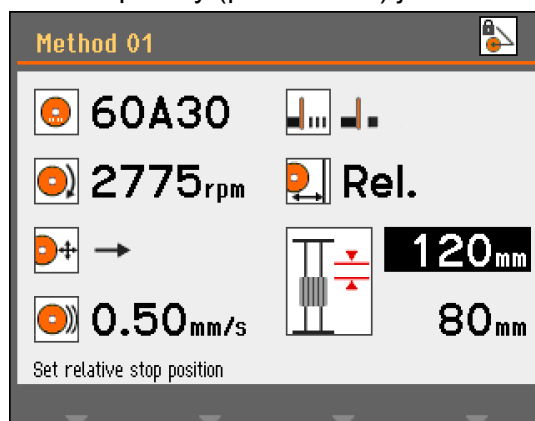 Method 01
60A30
2775rpm
Rel.
120mm
0.50mm/s
80mm
Set relative stop position